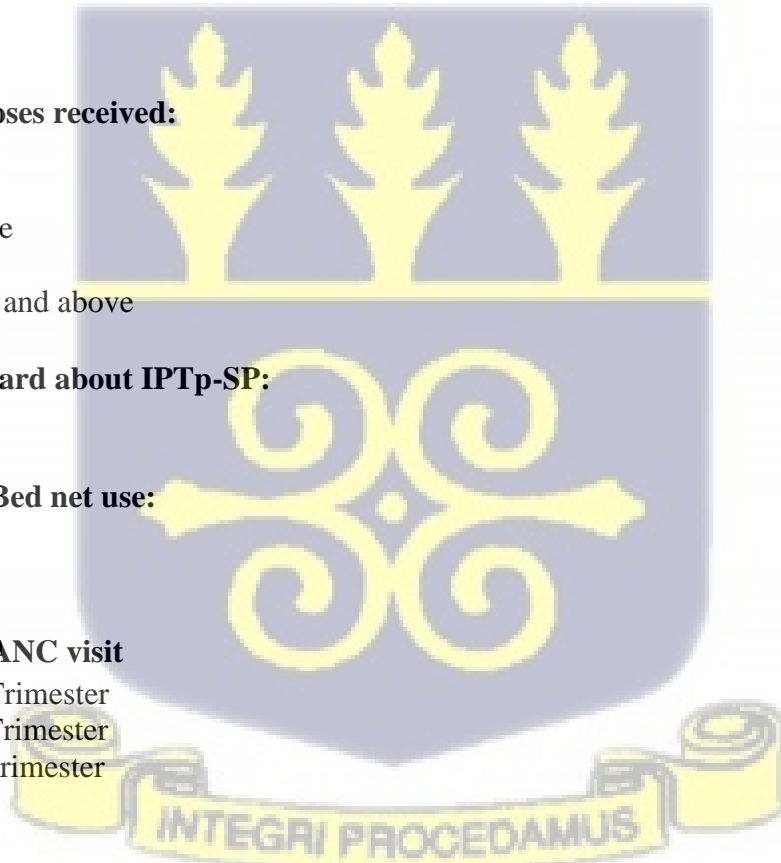 oses received:
e
and above
ard about IPTp-SP:
Bed net use:
ANC visit
Trimester
Trimester
rimester
INTEGRI PROCEDAMUS